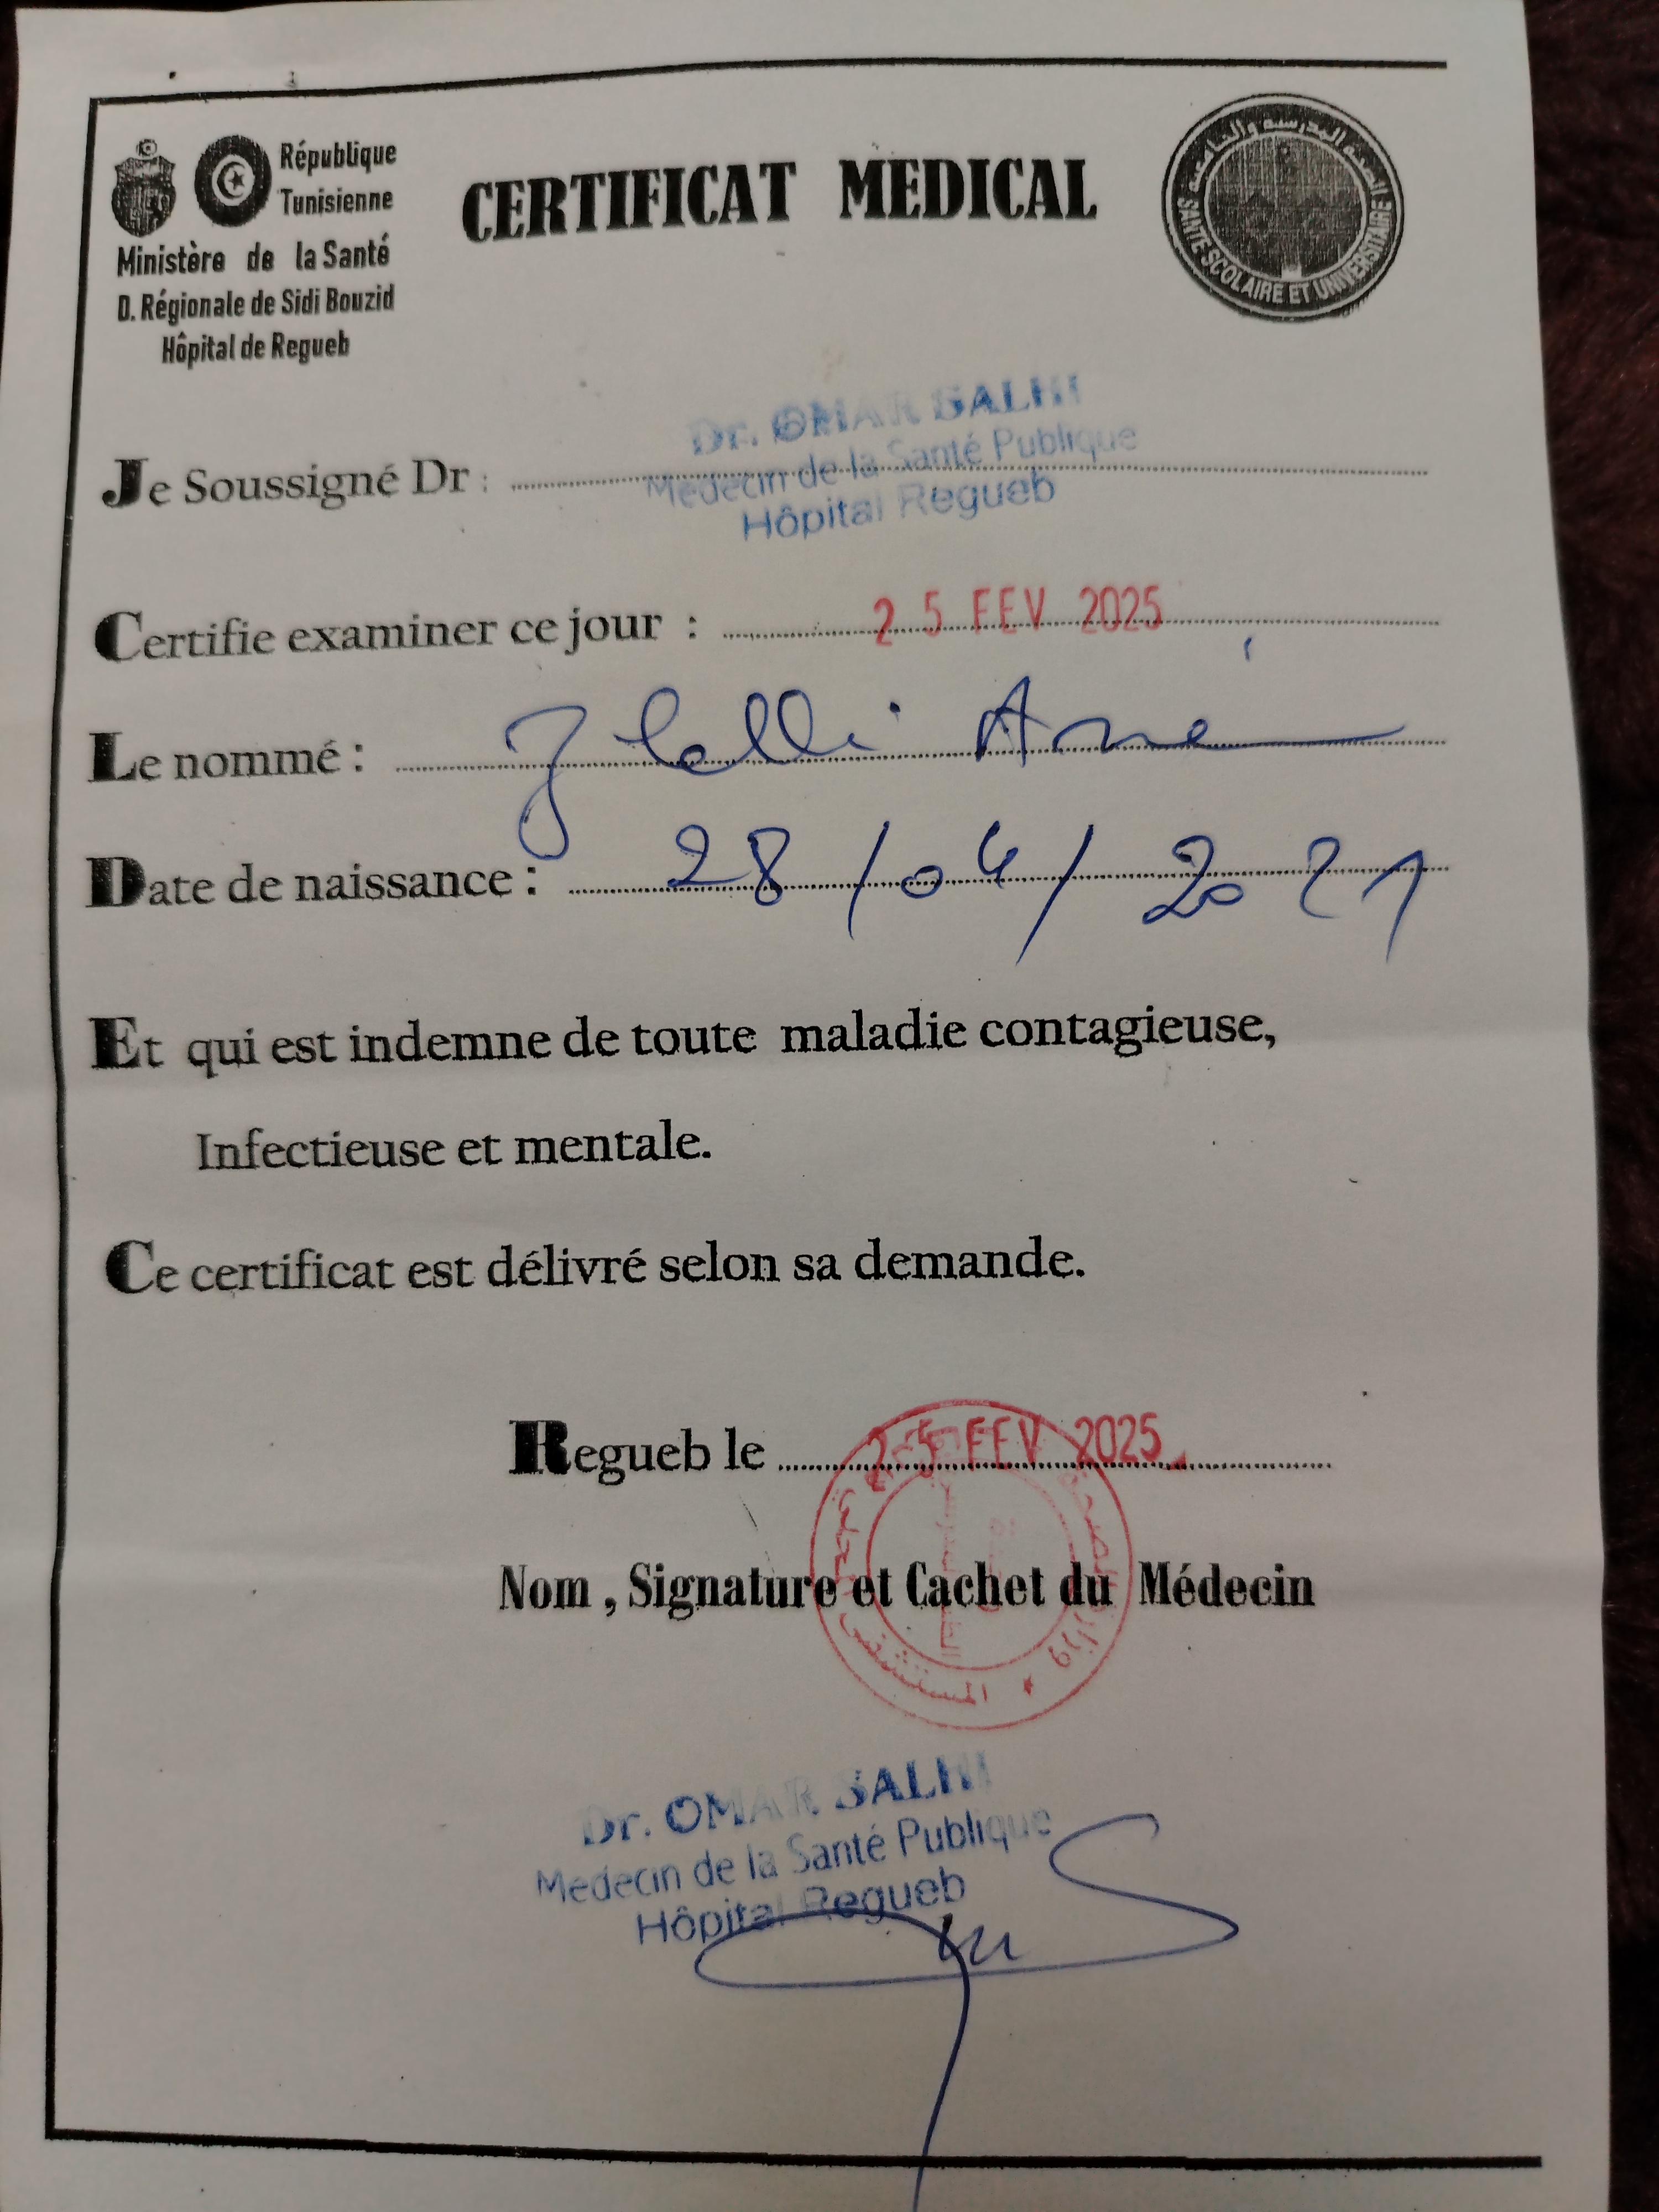 République
Tunisienne
Ministère de la Santé
D. Régionale de Sidi Bouzid
Hôpital de Regueb
CERTIFICAT MEDICAL
SANTE SCOLAIRE ET UNIVERSITAIRE
Dr. OMAR SALHI
Je Soussigné Dr :
Médecin de la Santé Publique
Hôpital Regueb
Certifie examiner ce jour : 25 FEV 2025
Le nommé :
Date de naissance : 28/04/2021
Et qui est indemne de toute maladie contagieuse,
Infectieuse et mentale.
Ce certificat est délivré selon sa demande.
Regueb le 25 FEV 2025
Nom , Signature et Cachet du Médecin
Dr. OMAR SALHI
Medecin de la Santé Publique
Hôpital Regueb